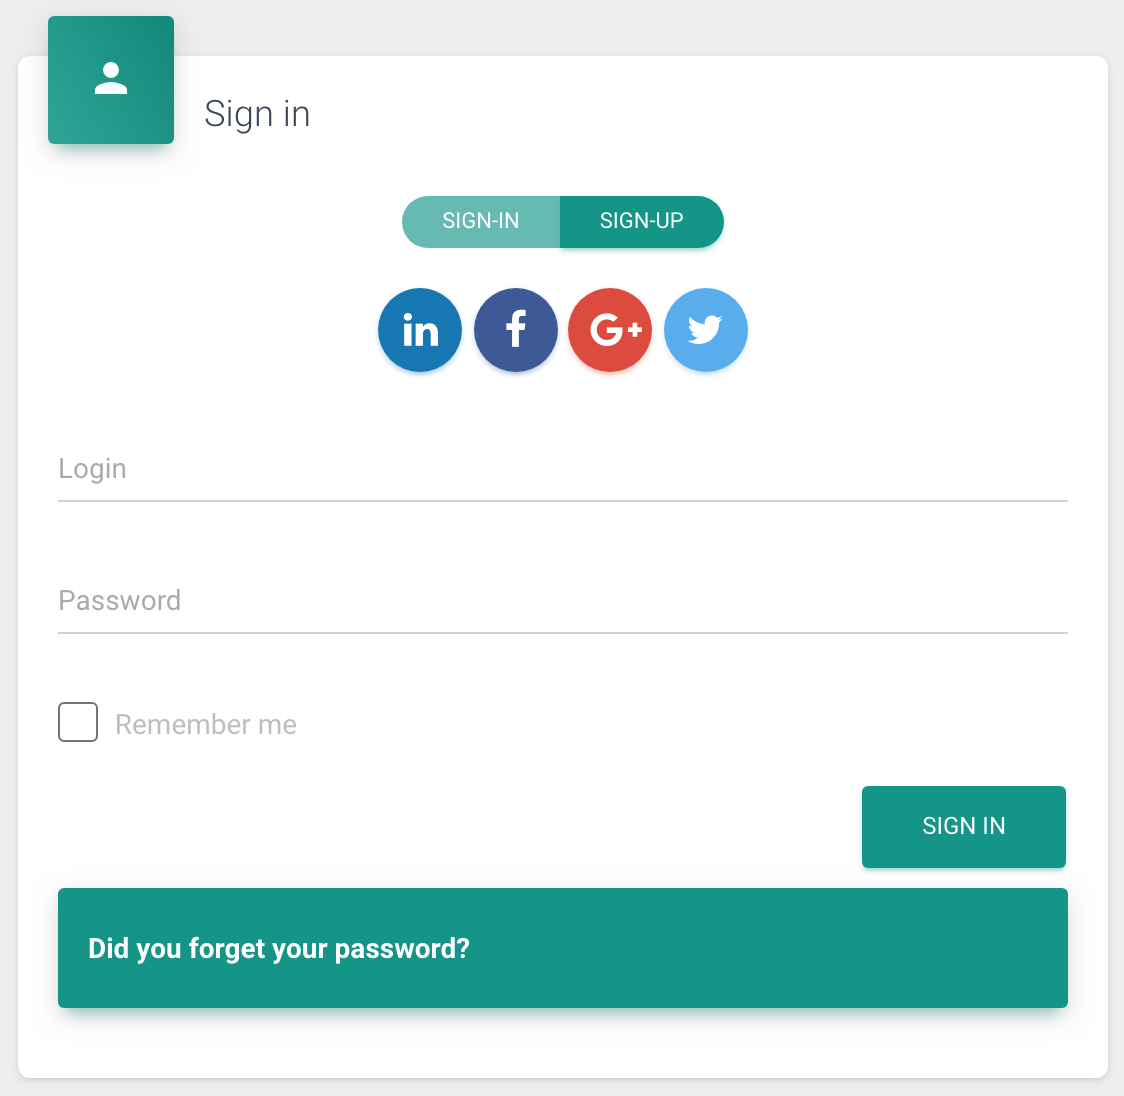 Sign in
SIGN-IN SIGN-UP
in f G+
Login
Password
Remember me
SIGN IN
Did you forget your password?